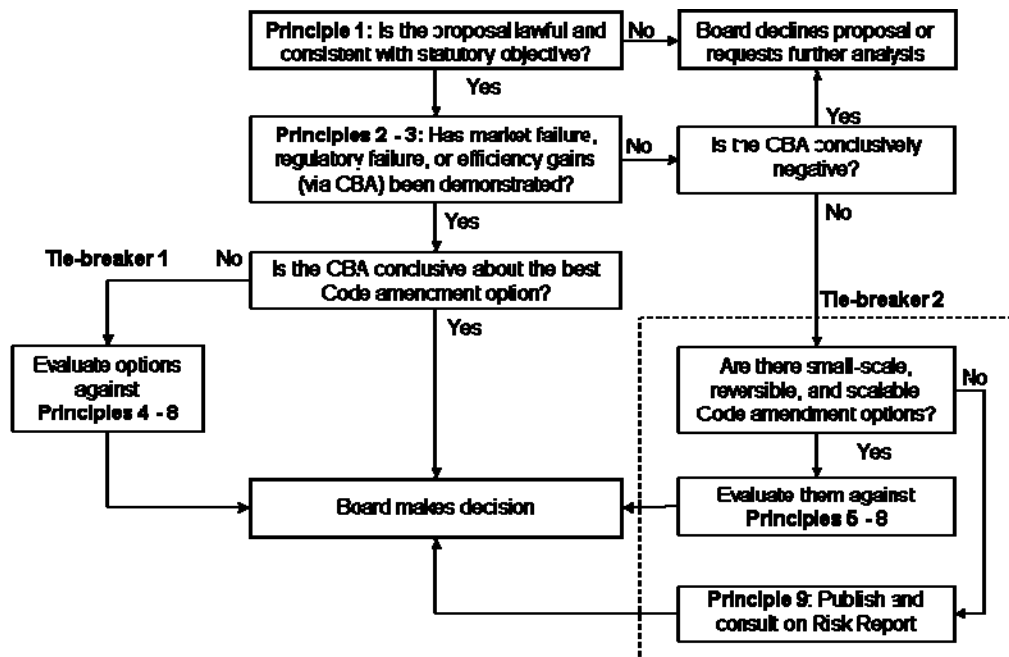 Principle 1: Is the proposal lawful and
consistent with statutory objective?
No
Board declines proposal or
requests further analysis
Yes
Yes
Principles 2 - 3: Has market failure,
regulatory failure, or efficiency gains
(via CBA) been demonstrated?
No
Is the CBA conclusively
negative?
Yes
No
Tie-breaker 1
No
Is the CBA conclusive about the best
Code amendment option?
Tie-breaker 2
Yes
Evaluate options
against
Principles 4 - 8
Are there small-scale,
reversible, and scalable
Code amendment options?
No
Yes
Board makes decision
Evaluate them against
Principles 5 - 8
Principle 9: Publish and
consult on Risk Report